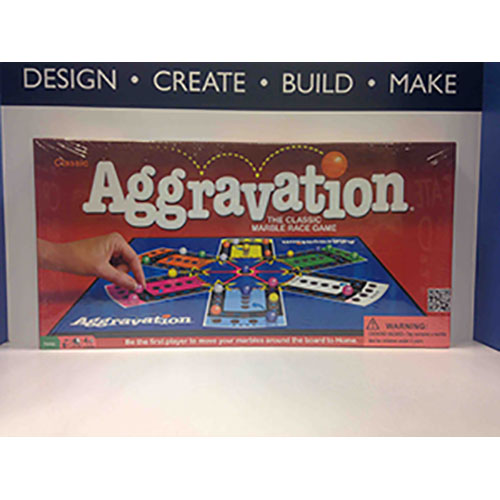 DESIGN • CREATE • BUILD • MAKE
CLASSIC
Aggravation
THE CLASSIC
MARBLE RACE GAME
Aggravation
Aggravation
WARNING:
Be the first player to move your marbles around the board to Home.